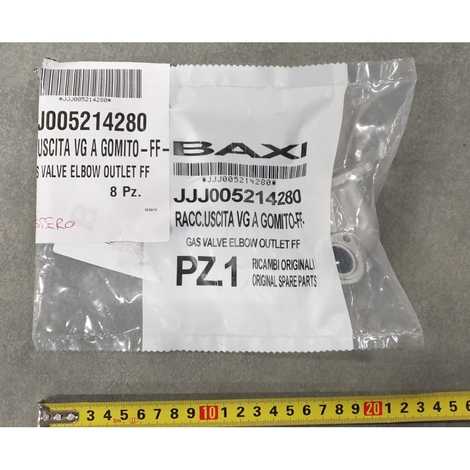 *JJJ005214280*
J005214280
.USCITA VG A GOMITO-FF-
S VALVE ELBOW OUTLET FF
8 Pz.
BAXI
*JJJ005214280*
JJJ005214280
RACC.USCITA VG A GOMITO-FF-
GAS VALVE ELBOW OUTLET FF
PZ.1
RICAMBI ORIGINALI
ORIGINAL SPARE PARTS
3 4 5 6 7 8 9 10 1 2 3 4 5 6 7 8 9 20 1 2 3 4